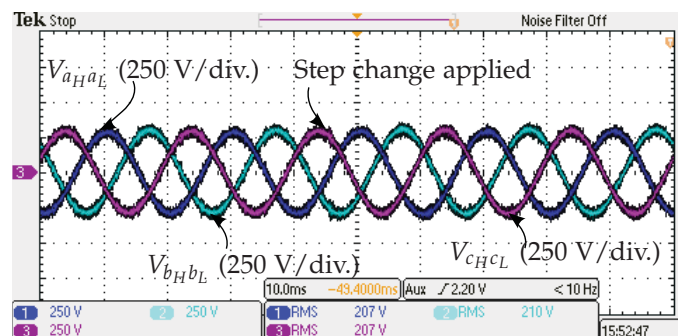 Tek Stop Noise Filter Off
V_{a_H a_L} (250 V/div.) Step change applied
3
V_{b_H b_L} (250 V/div.) V_{c_H c_L} (250 V/div.)
10.0ms -49.4000ms Aux 2.20 V <10 Hz
1 250 V 2 250 V 1 RMS 207 V 2 RMS 210 V
3 250 V 3 RMS 207 V 15:52:47